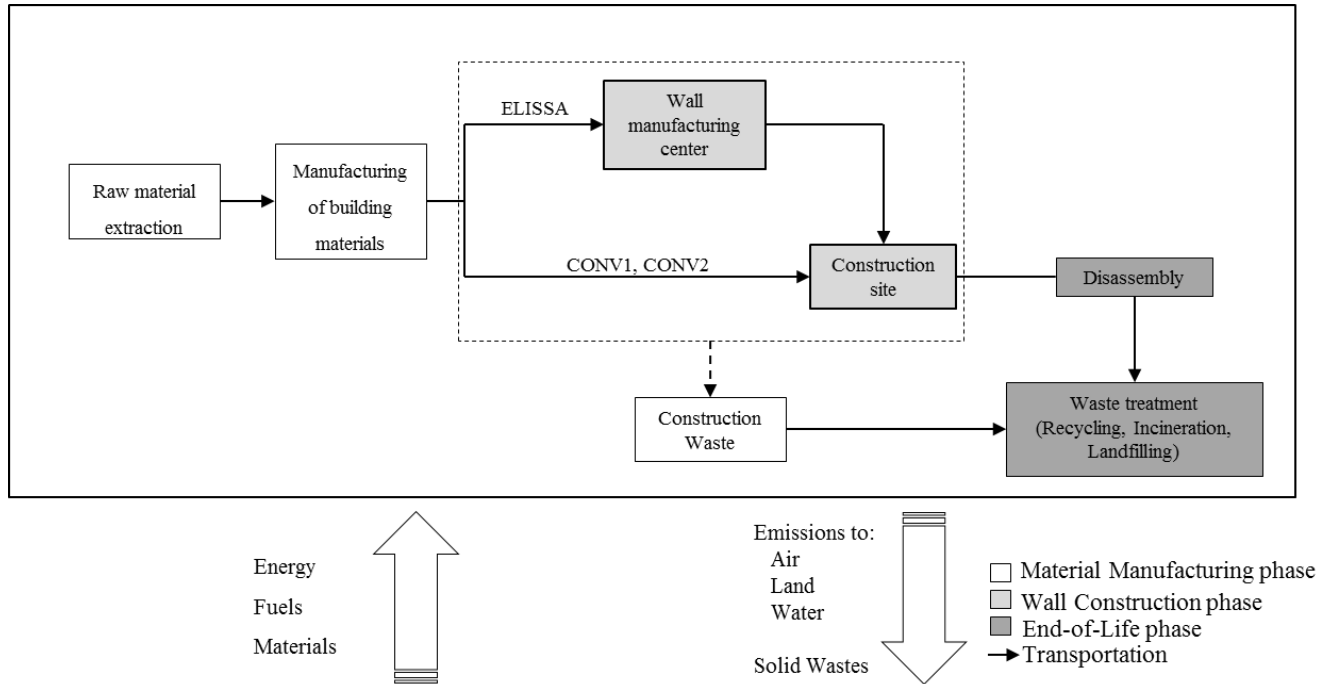 ELISSA
Wall
manufacturing
center
Raw material
extraction
Manufacturing
of building
materials
CONV1, CONV2
Construction
site
Disassembly
Construction
Waste
Waste treatment
(Recycling, Incineration,
Landfilling)
Energy
Fuels
Materials
Emissions to:
Air
Land
Water
Solid Wastes
Material Manufacturing phase
Wall Construction phase
End-of-Life phase
Transportation